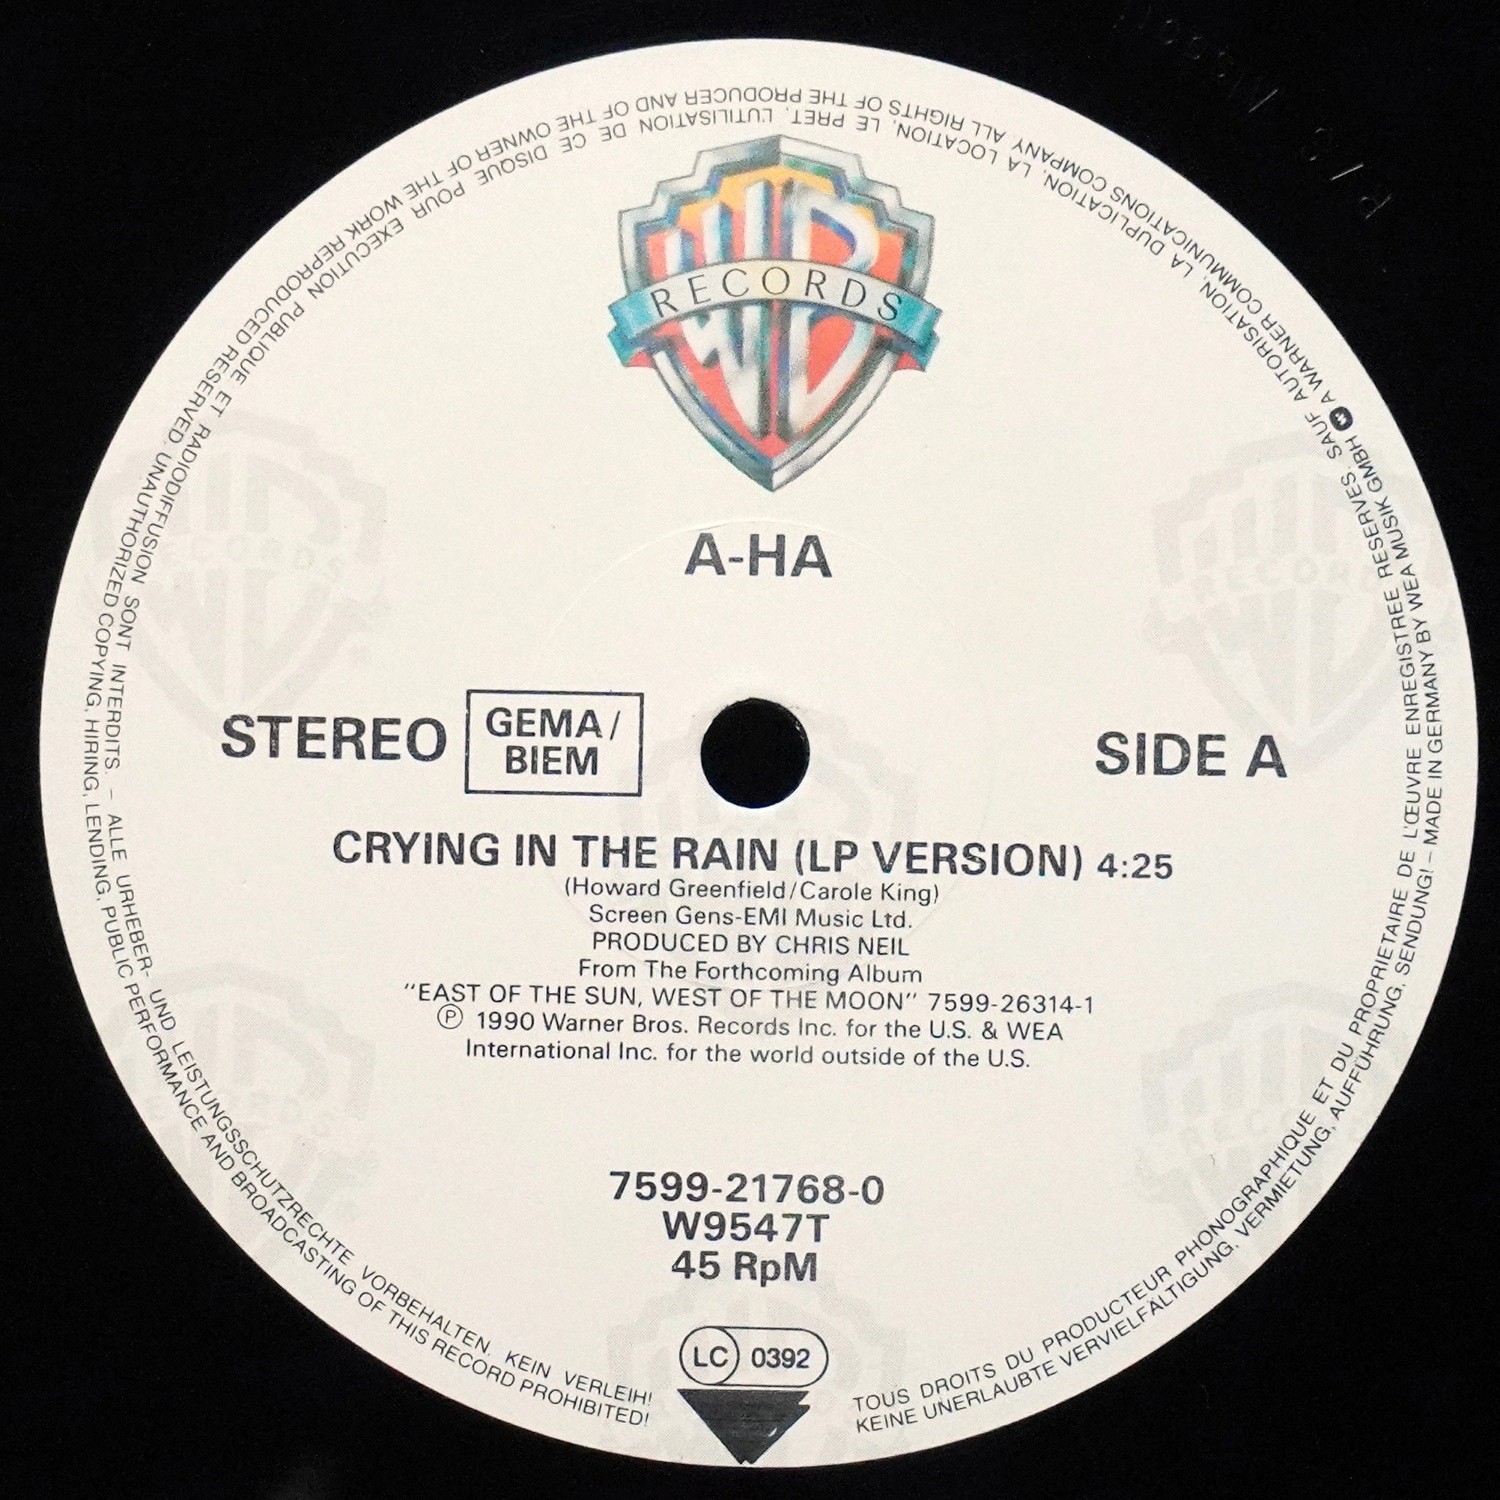 RECORDS
A-HA
STEREO
GEMA/
BIEM
SIDE A
CRYING IN THE RAIN (LP VERSION) 4:25
(Howard Greenfield/Carole King)
Screen Gens-EMI Music Ltd.
PRODUCED BY CHRIS NEIL
From The Forthcoming Album
"EAST OF THE SUN, WEST OF THE MOON" 7599-26314-1
Ⓟ 1990 Warner Bros. Records Inc. for the U.S. & WEA
International Inc. for the world outside of the U.S.
7599-21768-0
W9547T
45 RpM
LC 0392
TOUS DROITS DU PRODUCTEUR PHONOGRAPHIQUE ET DU PROPRIETAIRE DE L'ŒUVRE ENREGISTREE RESERVES. SAUF AUTORISATION, LA DUPLICATION, LA LOCATION, LE PRET, L'UTILISATION DE CE DISQUE POUR EXECUTION PUBLIQUE ET RADIODIFFUSION SONT INTERDITS. – ALLE URHEBER- UND LEISTUNGSSCHUTZRECHTE VORBEHALTEN. KEIN VERLEIH!
KEINE UNERLAUBTE VERVIELFÄLTIGUNG, VERMIETUNG, AUFFÜHRUNG, SENDUNG! – MADE IN GERMANY BY WEA MUSIK GMBH A WARNER COMMUNICATIONS COMPANY. ALL RIGHTS OF THE PRODUCER AND OF THE OWNER OF THE WORK REPRODUCED RESERVED. UNAUTHORIZED COPYING, HIRING, LENDING, PUBLIC PERFORMANCE AND BROADCASTING OF THIS RECORD PROHIBITED!